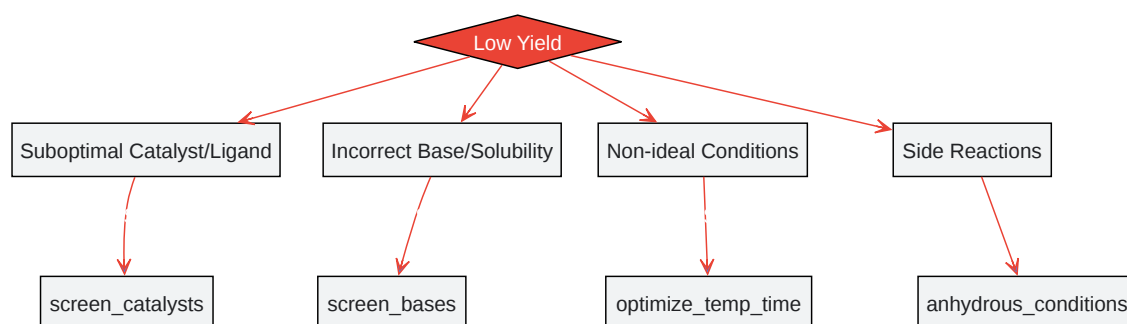 Low Yield
Suboptimal Catalyst/Ligand
Incorrect Base/Solubility
Non-ideal Conditions
Side Reactions
screen_catalysts
screen_bases
optimize_temp_time
anhydrous_conditions